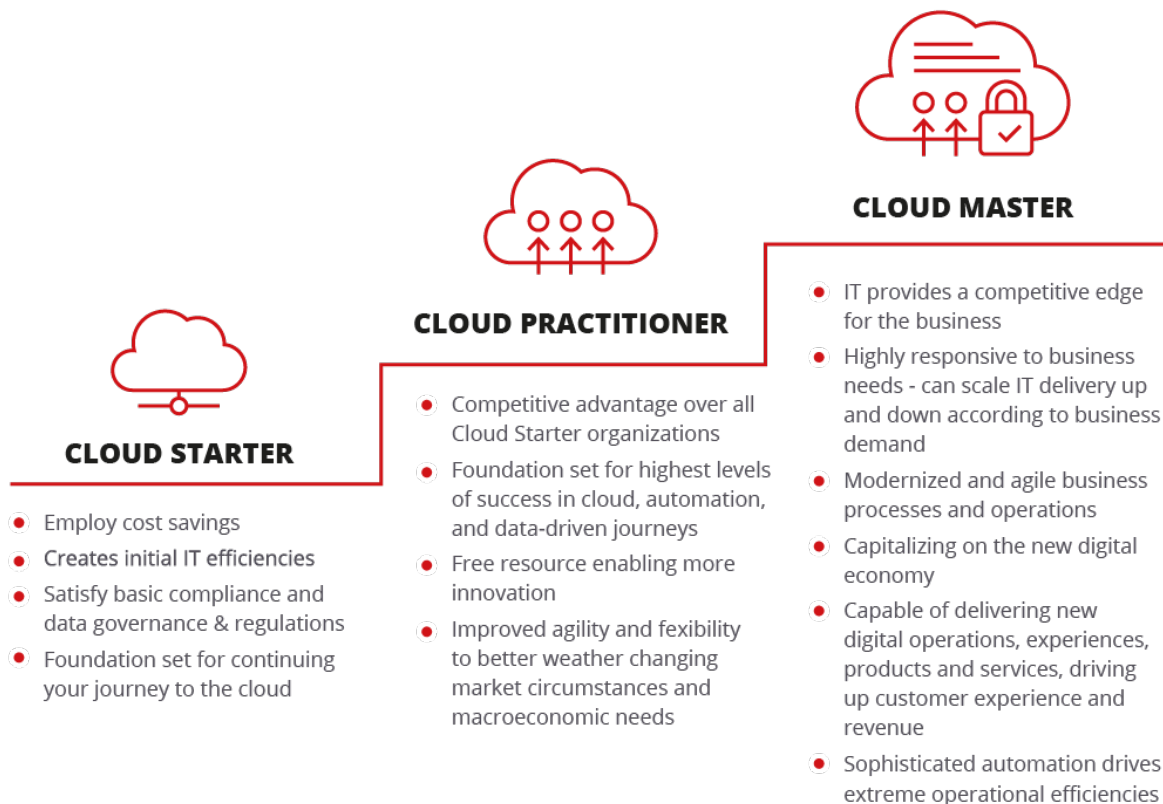 CLOUD STARTER
Employ cost savings
Creates initial IT efficiencies
Satisfy basic compliance and
data governance & regulations
Foundation set for continuing
your journey to the cloud
CLOUD PRACTITIONER
Competitive advantage over all
Cloud Starter organizations
Foundation set for highest levels
of success in cloud, automation,
and data-driven journeys
Free resource enabling more
innovation
Improved agility and fexibility
to better weather changing
market circumstances and
macroeconomic needs
CLOUD MASTER
IT provides a competitive edge
for the business
Highly responsive to business
needs - can scale IT delivery up
and down according to business
demand
Modernized and agile business
processes and operations
Capitalizing on the new digital
economy
Capable of delivering new
digital operations, experiences,
products and services, driving
up customer experience and
revenue
Sophisticated automation drives
extreme operational efficiencies